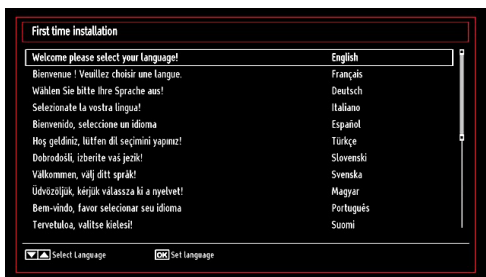 First time installation
Welcome please select your language! English
Bienvenue ! Veuillez choisir une langue. Français
Wählen Sie bitte Ihre Sprache aus! Deutsch
Selezionate la vostra lingua! Italiano
Bienvenido, seleccione un idioma Español
Hoş geldiniz, lütfen dil seçimini yapınız! Türkçe
Dobrodošli, izberite vaš jezik! Slovenski
Välkommen, välj ditt språk! Svenska
Üdvözöljük, kérjük válassza ki a nyelvet! Magyar
Bem-vindo, favor selecionar seu idioma Português
Tervetuloa, valitse kielesi! Suomi
Select Language OK Set language